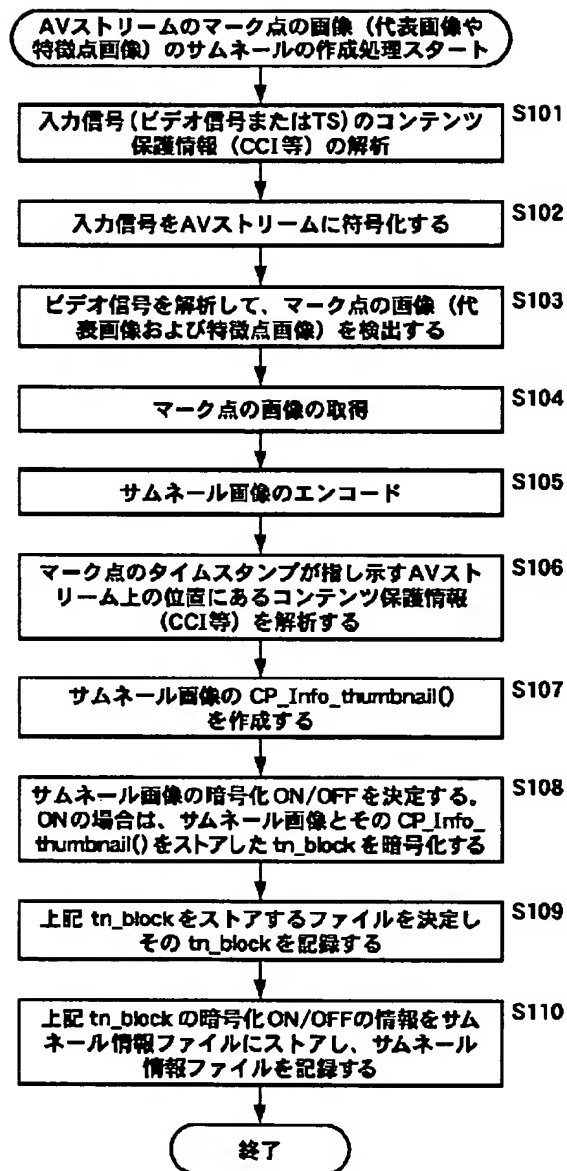 AVストリームのマーク点の画像（代表画像や
特徴点画像）のサムネールの作成処理スタート
S101
入力信号（ビデオ信号またはTS）のコンテンツ
保護情報（CCI等）の解析
S102
入力信号をAVストリームに符号化する
S103
ビデオ信号を解析して、マーク点の画像（代
表画像および特徴点画像）を検出する
S104
マーク点の画像の取得
S105
サムネール画像のエンコード
S106
マーク点のタイムスタンプが指し示すAVスト
リーム上の位置にあるコンテンツ保護情報
（CCI等）を解析する
S107
サムネール画像の CP_Info_thumbnail()
を作成する
S108
サムネール画像の暗号化ON/OFFを決定する。
ONの場合は、サムネール画像とその CP_Info_
thumbnail()をストアした tn_block を暗号化する
S109
上記 tn_block をストアするファイルを決定し
その tn_block を記録する
S110
上記 tn_block の暗号化ON/OFFの情報をサム
ネール情報ファイルにストアし、サムネール
情報ファイルを記録する
終了